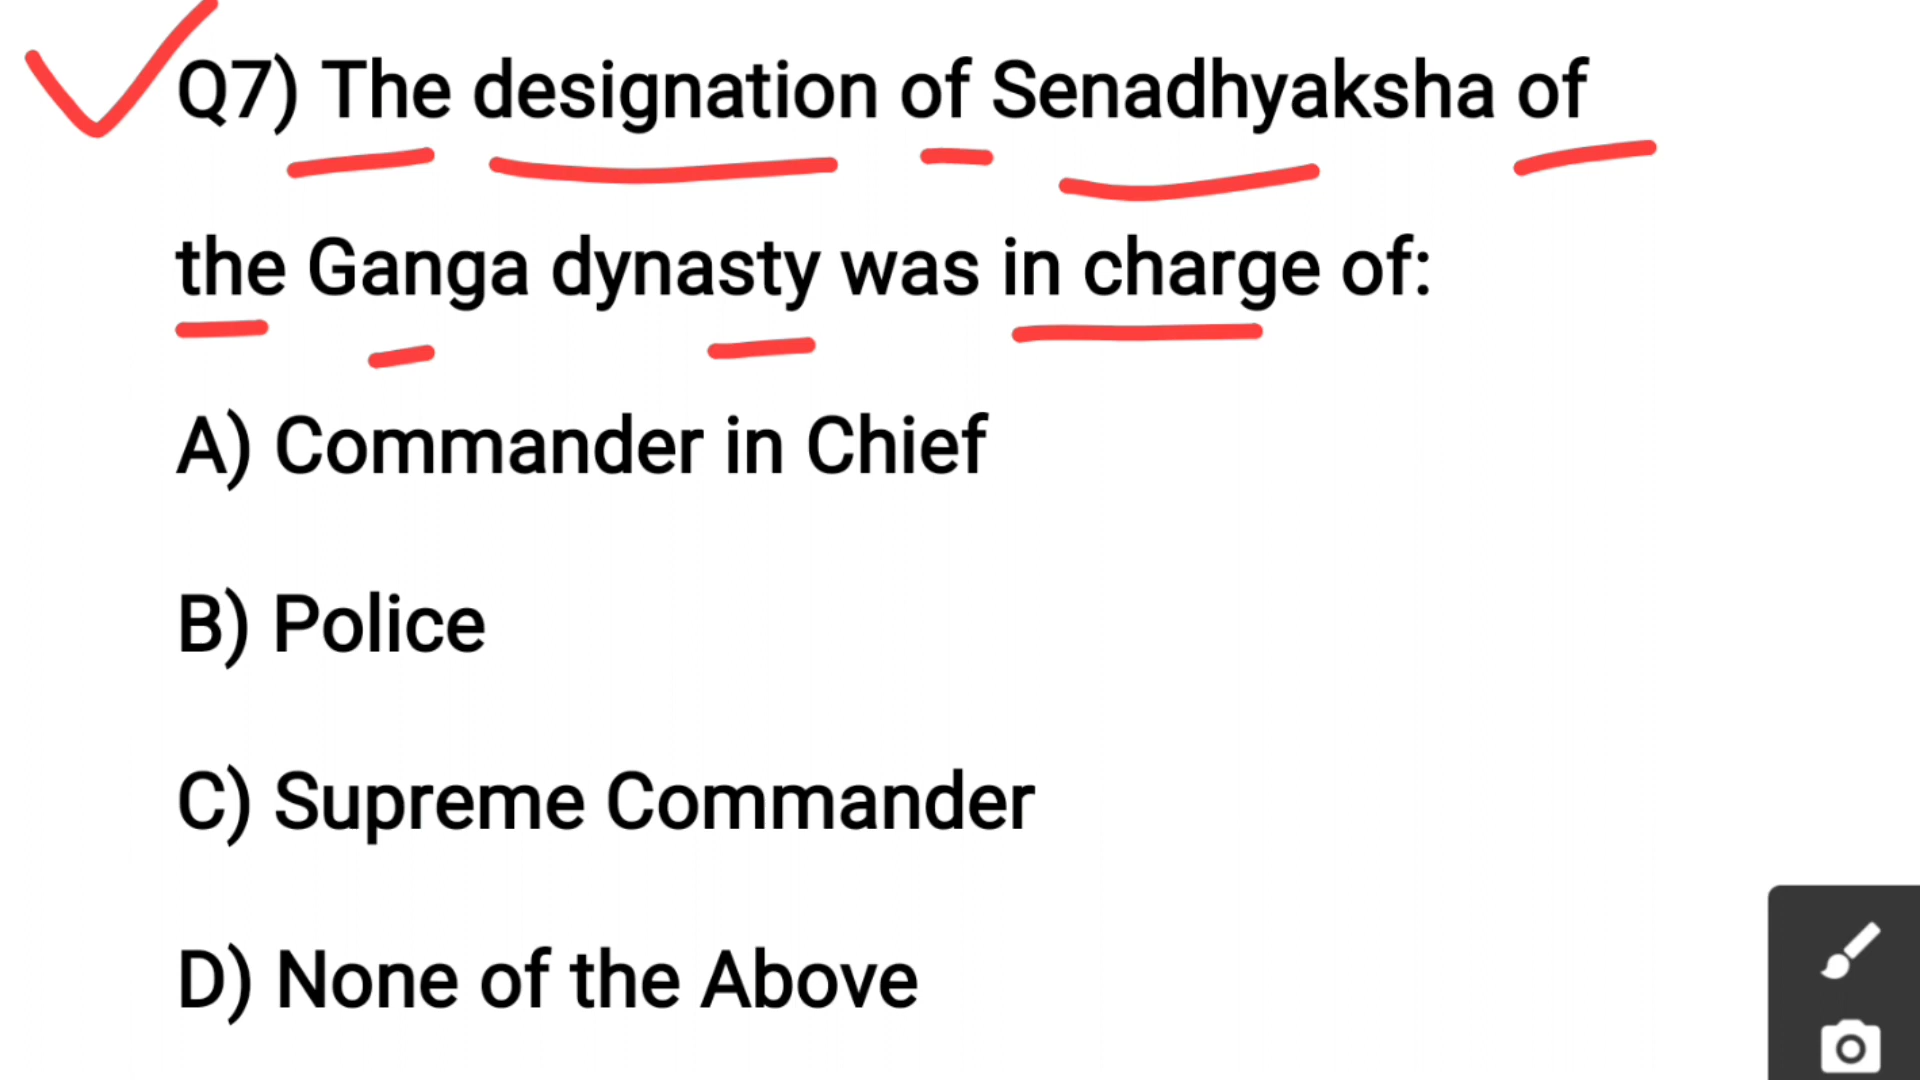 Q7) The designation of Senadhyaksha of
the Ganga dynasty was in charge of:
A) Commander in Chief
B) Police
C) Supreme Commander
D) None of the Above